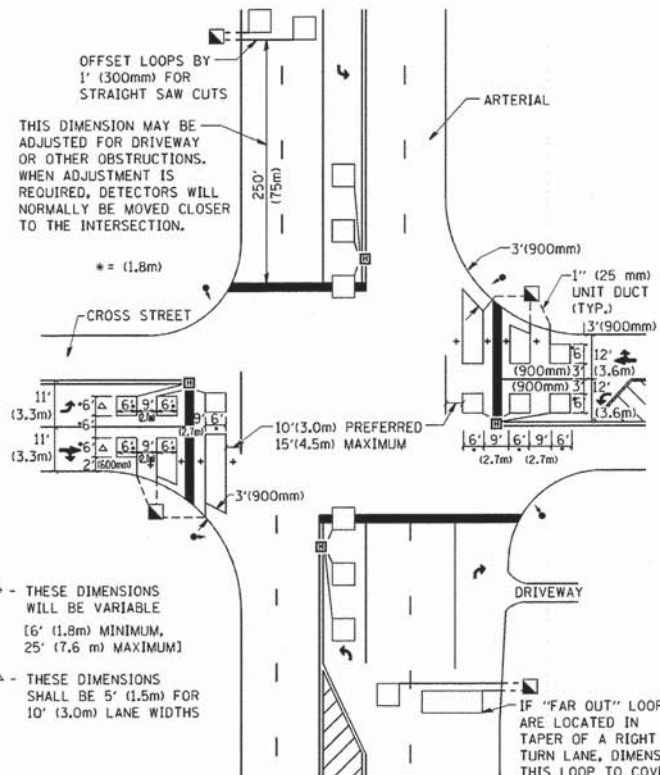 OFFSET LOOPS BY
1' (300mm) FOR
STRAIGHT SAW CUTS
THIS DIMENSION MAY BE
ADJUSTED FOR DRIVEWAY
OR OTHER OBSTRUCTIONS.
WHEN ADJUSTMENT IS
REQUIRED, DETECTORS WILL
NORMALLY BE MOVED CLOSER
TO THE INTERSECTION.
250'
(75m)
ARTERIAL
* = (1.8m)
CROSS STREET
H
3'(900mm)
1" (25 mm)
UNIT DUCT
(TYP.)
3'(900mm)
6'
12'
(3.6m)
(900mm) 3'
(900mm) 3'
12'
6'
(3.6m)
H
6' 9' 6' 9' 6'
(2.7m) (2.7m)
10'(3.0m) PREFERRED
15'(4.5m) MAXIMUM
H
11'
(3.3m)
*6' △ 6' 9' 6'
9' 6'
(2.7m)
*6'
11'
(3.3m)
*6' △ 6' 9' 6'
2' (600mm)
3'(900mm)
H
- THESE DIMENSIONS
WILL BE VARIABLE
[6' (1.8m) MINIMUM,
25' (7.6 m) MAXIMUM]
- THESE DIMENSIONS
SHALL BE 5' (1.5m) FOR
10' (3.0m) LANE WIDTHS
DRIVEWAY
IF "FAR OUT" LOOP
ARE LOCATED IN
TAPER OF A RIGHT
TURN LANE, DIMENS
THIS LOOP TO COVE